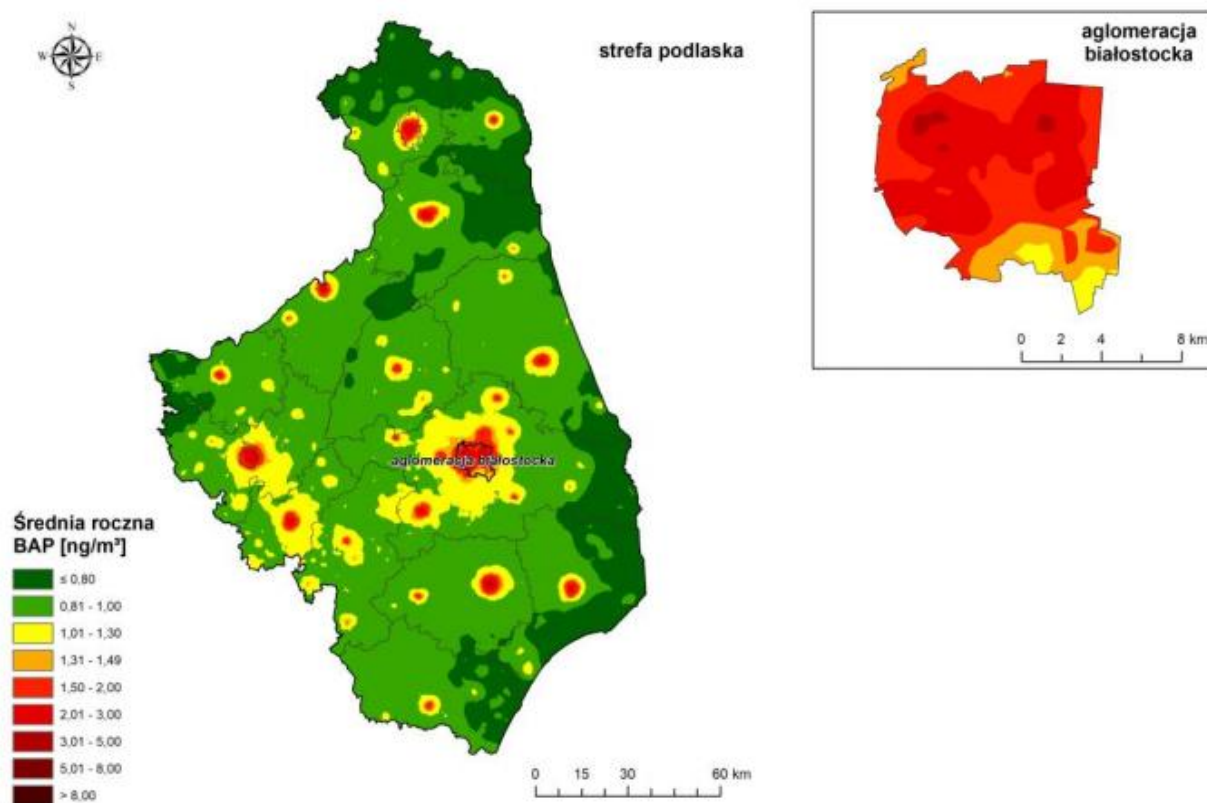 N
W E
S
strefa podlaska
aglomeracja
białostocka
0 2 4 8 km
aglomeracja białostocka
Średnia roczna
BAP [ng/m³]
≤ 0,80
0,81 - 1,00
1,01 - 1,30
1,31 - 1,49
1,50 - 2,00
2,01 - 3,00
3,01 - 5,00
5,01 - 8,00
> 8,00
0 15 30 60 km